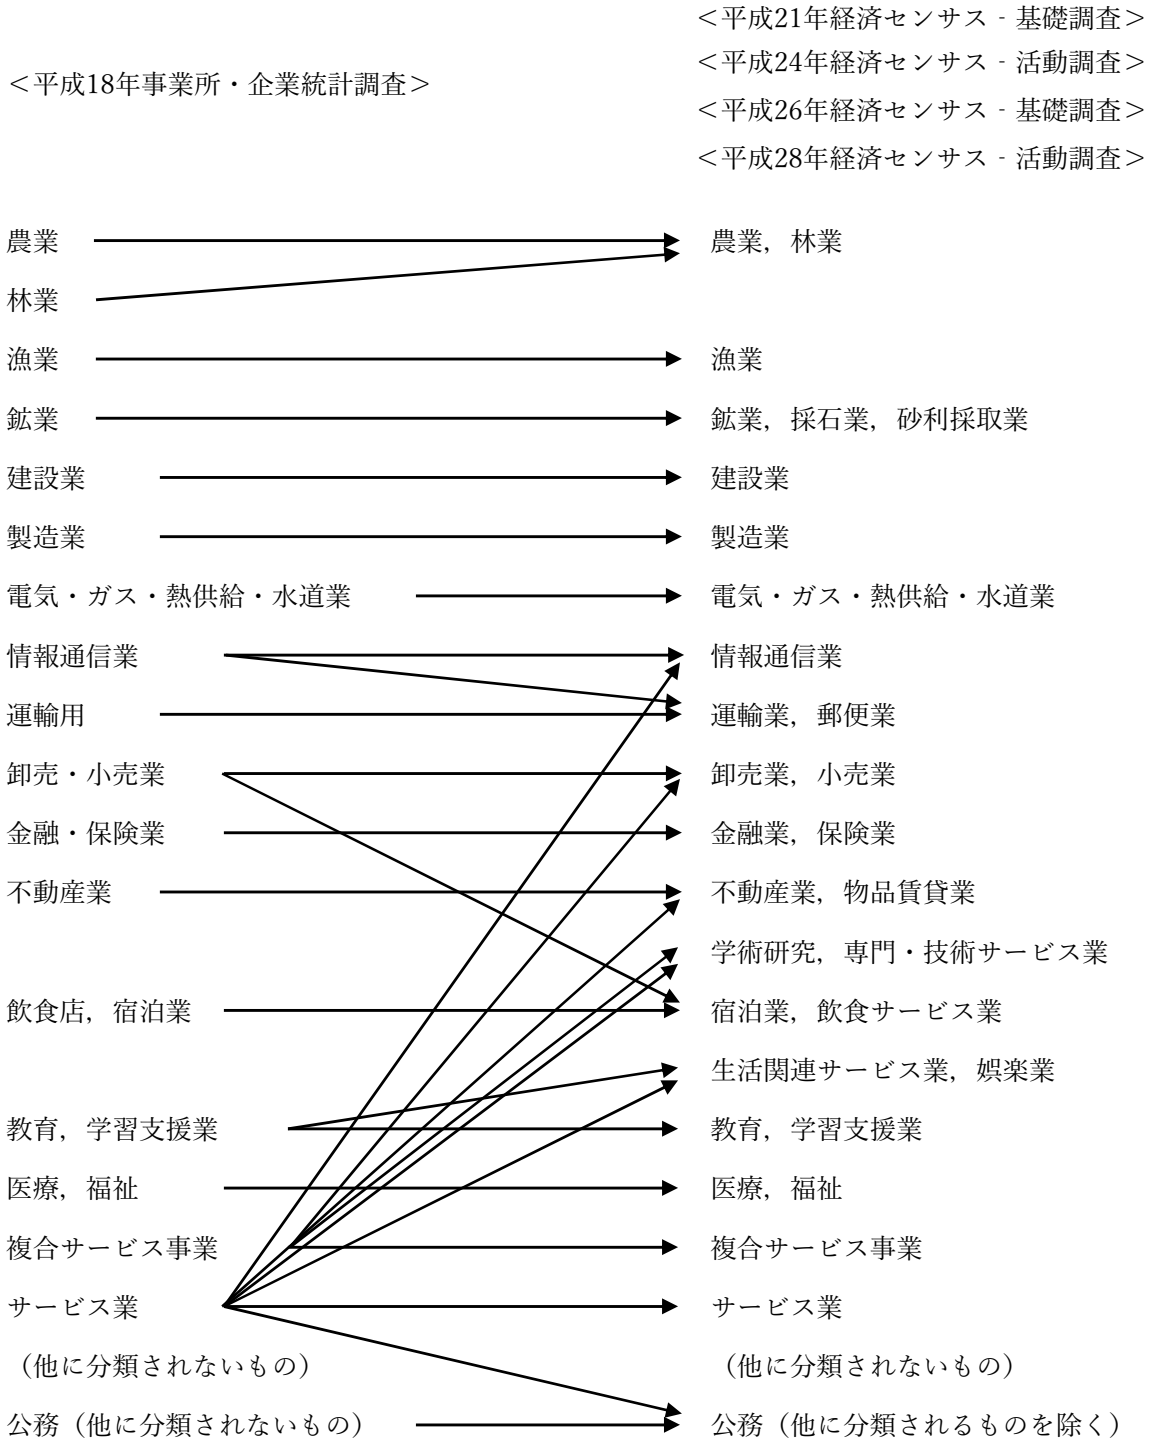 ＜平成21年経済センサス‐基礎調査＞
＜平成24年経済センサス‐活動調査＞
＜平成18年事業所・企業統計調査＞
＜平成26年経済センサス‐基礎調査＞
＜平成28年経済センサス‐活動調査＞
農業
農業，林業
林業
漁業
漁業
鉱業
鉱業，採石業，砂利採取業
建設業
建設業
製造業
製造業
電気・ガス・熱供給・水道業
電気・ガス・熱供給・水道業
情報通信業
情報通信業
運輸用
運輸業，郵便業
卸売・小売業
卸売業，小売業
金融・保険業
金融業，保険業
不動産業
不動産業，物品賃貸業
学術研究，専門・技術サービス業
飲食店，宿泊業
宿泊業，飲食サービス業
生活関連サービス業，娯楽業
教育，学習支援業
教育，学習支援業
医療，福祉
医療，福祉
複合サービス事業
複合サービス事業
サービス業
サービス業
（他に分類されないもの）
（他に分類されないもの）
公務（他に分類されないもの）
公務（他に分類されるものを除く）